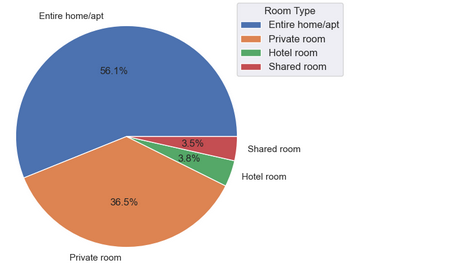 Entire home/apt
Room Type
Entire home/apt
Private room
Hotel room
Shared room
56.1%
3.5%
Shared room
3.8%
Hotel room
36.5%
Private room